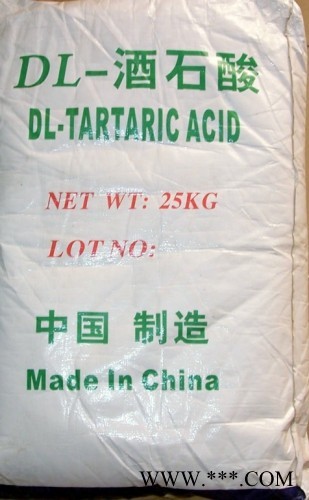 DL-酒石酸
DL-TARTARIC ACID
NET WT: 25KG
LOT NO:
中国 制造
Made In China
WWW.***.COM